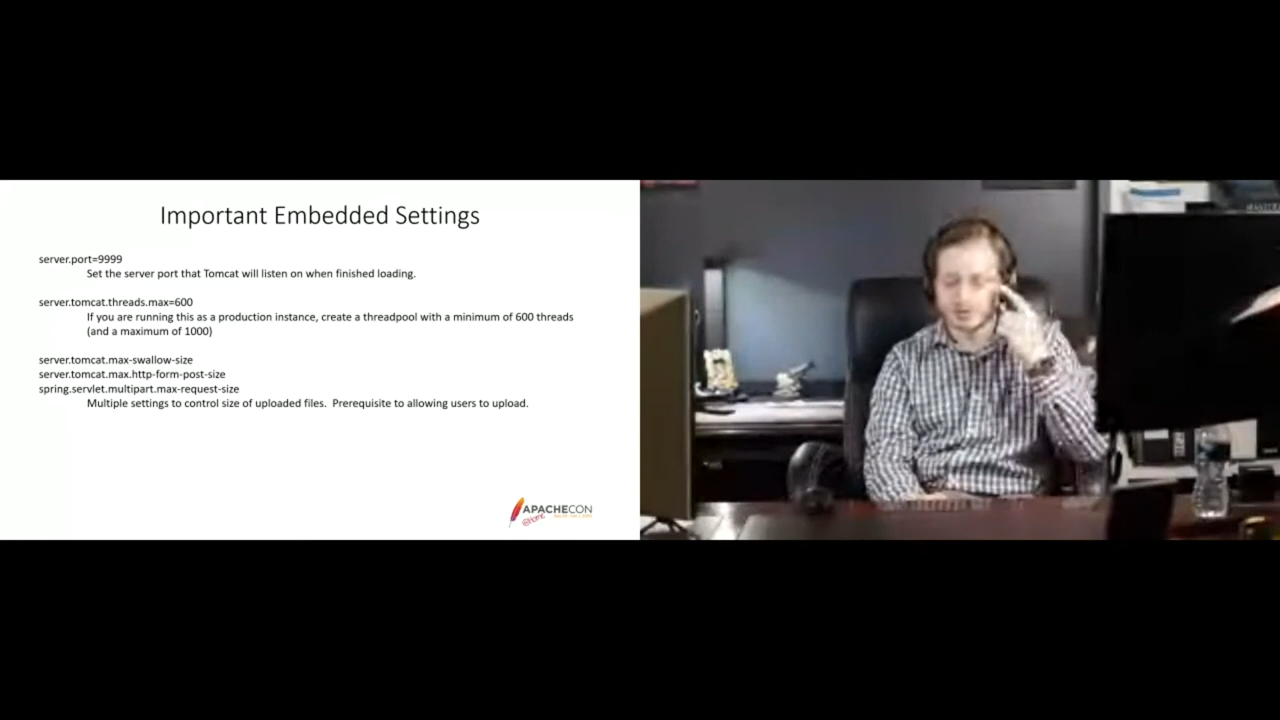 Important Embedded Settings
server.port=9999
Set the server port that Tomcat will listen on when finished loading.
server.tomcat.threads.max=600
If you are running this as a production instance, create a threadpool with a minimum of 600 threads
(and a maximum of 1000)
server.tomcat.max-swallow-size
server.tomcat.max.http-form-post-size
spring.servlet.multipart.max-request-size
Multiple settings to control size of uploaded files. Prerequisite to allowing users to upload.
APACHECON
@Home